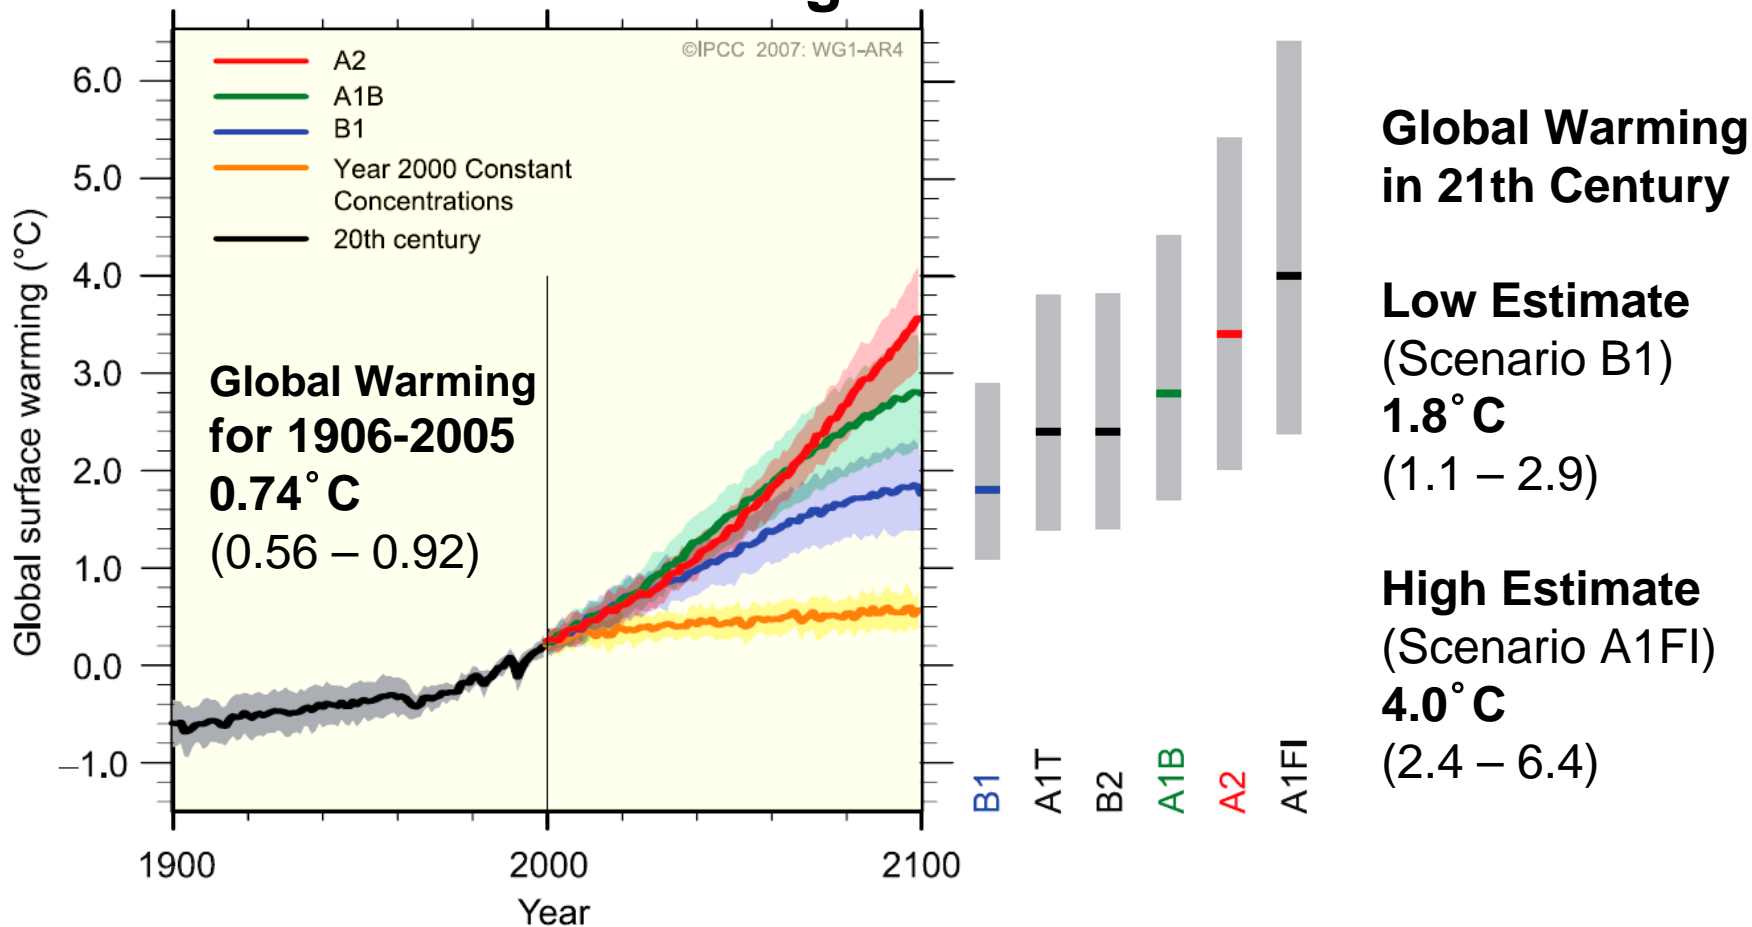 ©IPCC 2007: WG1-AR4
A2
A1B
B1
Year 2000 Constant
Concentrations
20th century
Global surface warming (°C)
6.0
5.0
4.0
3.0
2.0
1.0
0.0
−1.0
Global Warming
for 1906-2005
0.74°C
(0.56 – 0.92)
1900
2000
2100
Year
B1
A1T
B2
A1B
A2
A1FI
Global Warming
in 21th Century
Low Estimate
(Scenario B1)
1.8°C
(1.1 – 2.9)
High Estimate
(Scenario A1FI)
4.0°C
(2.4 – 6.4)